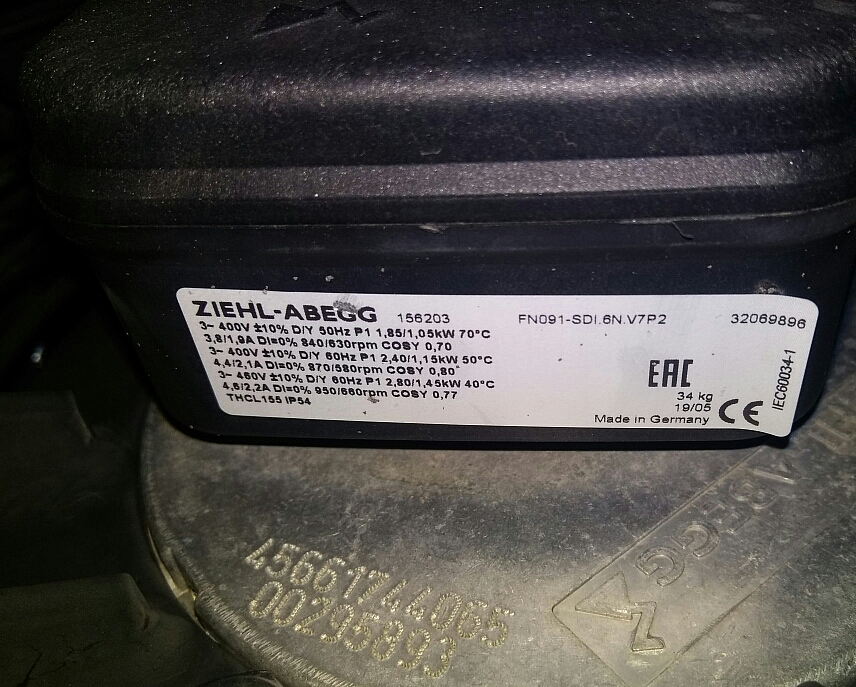 ZIEHL-ABEGG 156203 FN091-SDI.6N.V7P2 32069896
3~ 400V ±10% D/Y 50Hz P1 1,85/1,05kW 70°C
3,8/1,9A DI=0% 840/630rpm COSY 0,70
3~ 400V ±10% D/Y 60Hz P1 2,40/1,15kW 50°C
4,4/2,1A DI=0% 870/580rpm COSY 0,80
3~ 460V ±10% D/Y 60Hz P1 2,80/1,45kW 40°C
4,6/2,2A DI=0% 950/660rpm COSY 0,77
THCL155 IP54
EAC
34 kg
19/05
Made in Germany
CE
IEC60034-1
45661744065
00295893
ABEGG